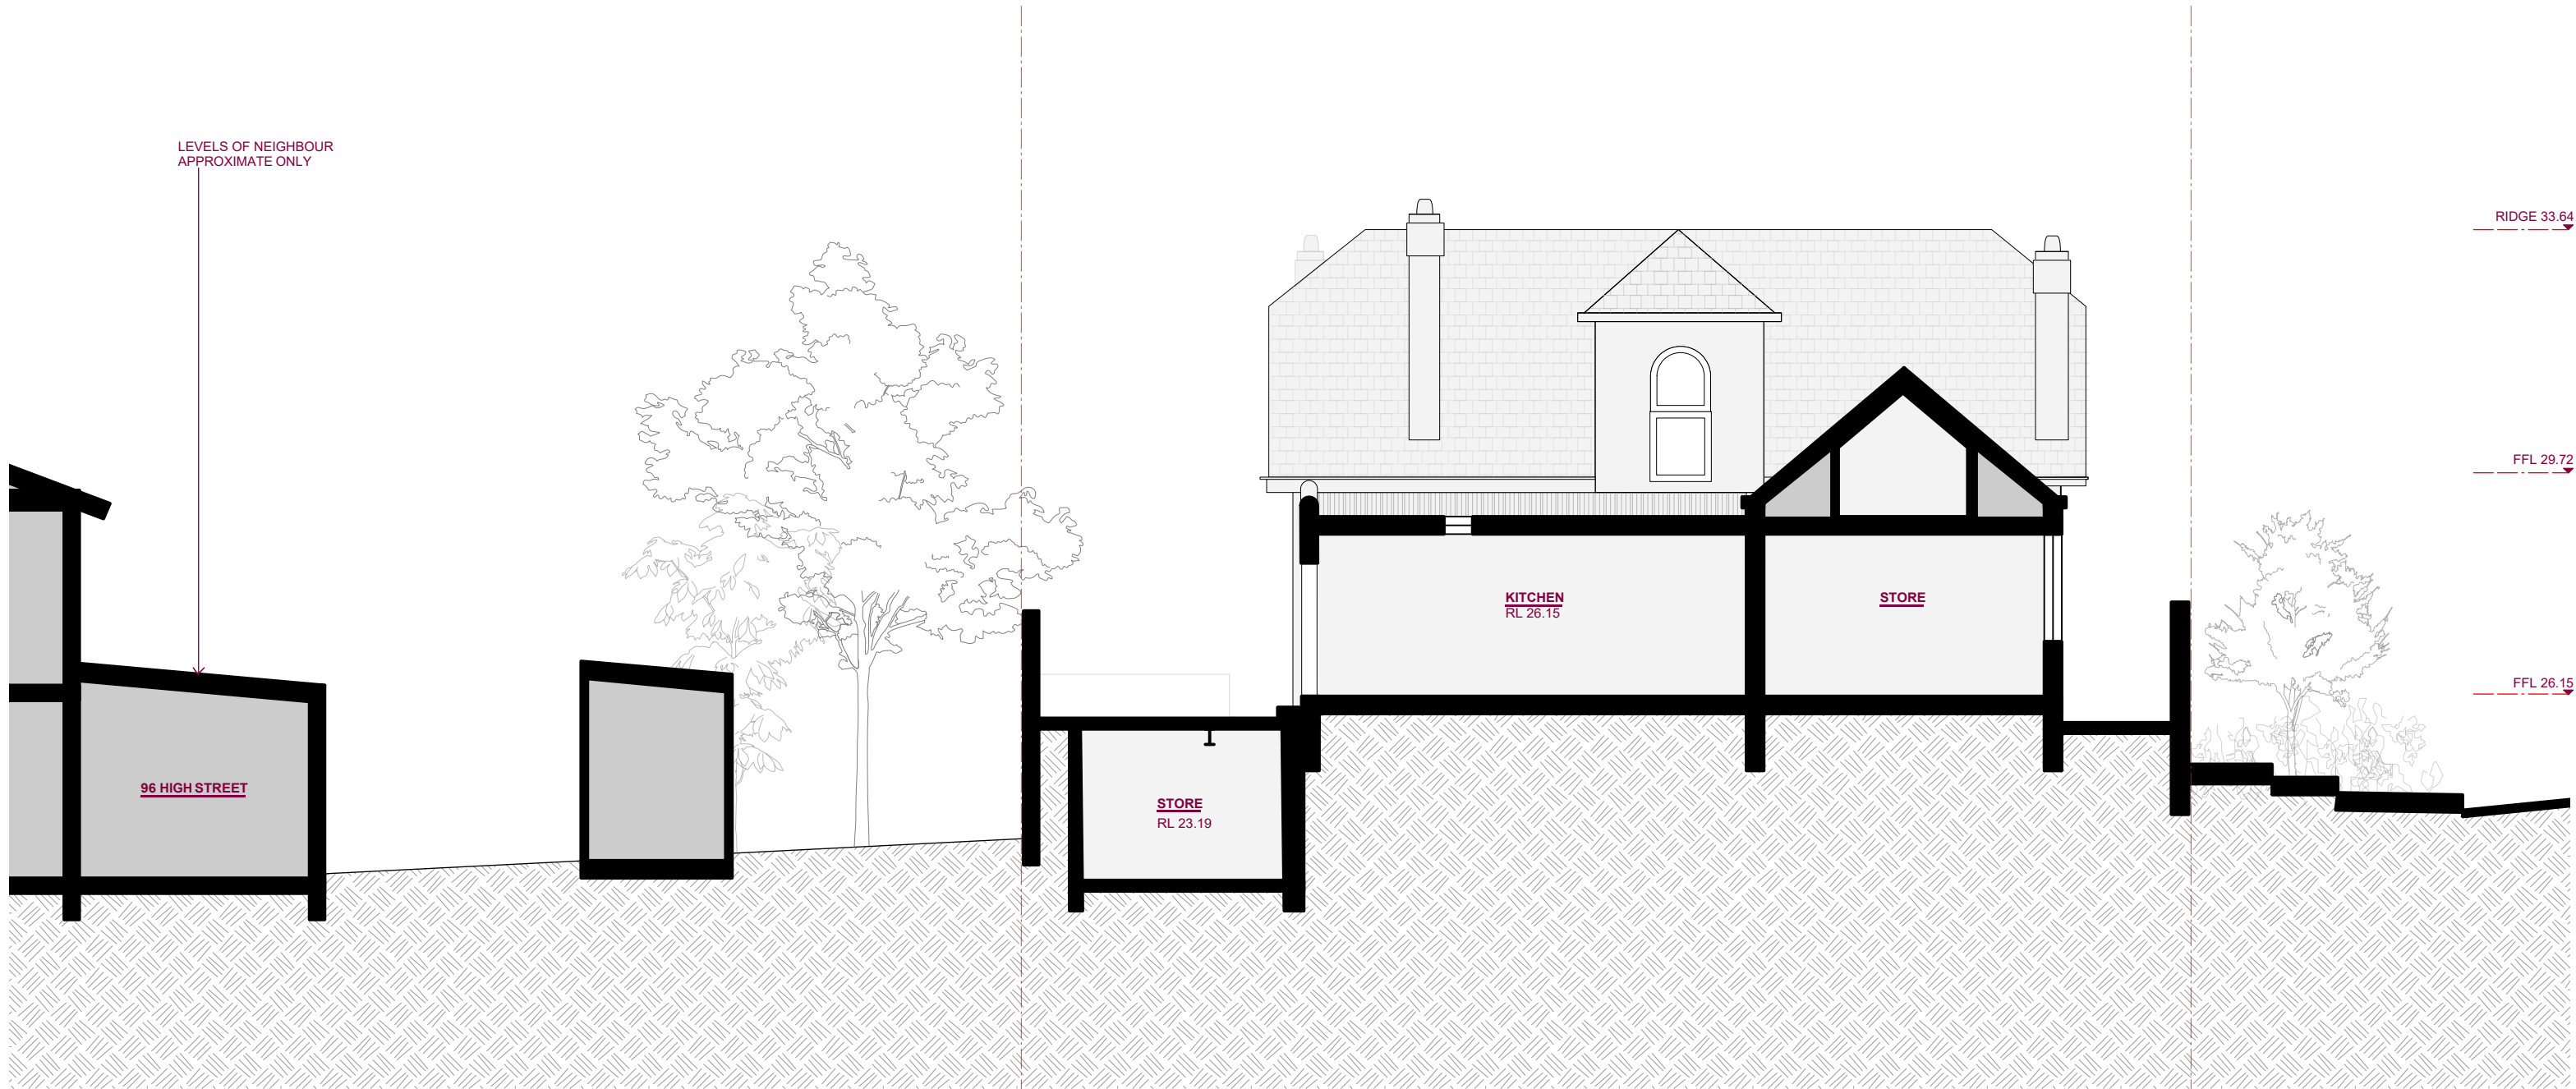 LEVELS OF NEIGHBOUR
APPROXIMATE ONLY
RIDGE 33.64
FFL 29.72
KITCHEN
RL 26.15
STORE
FFL 26.15
96 HIGH STREET
STORE
RL 23.19